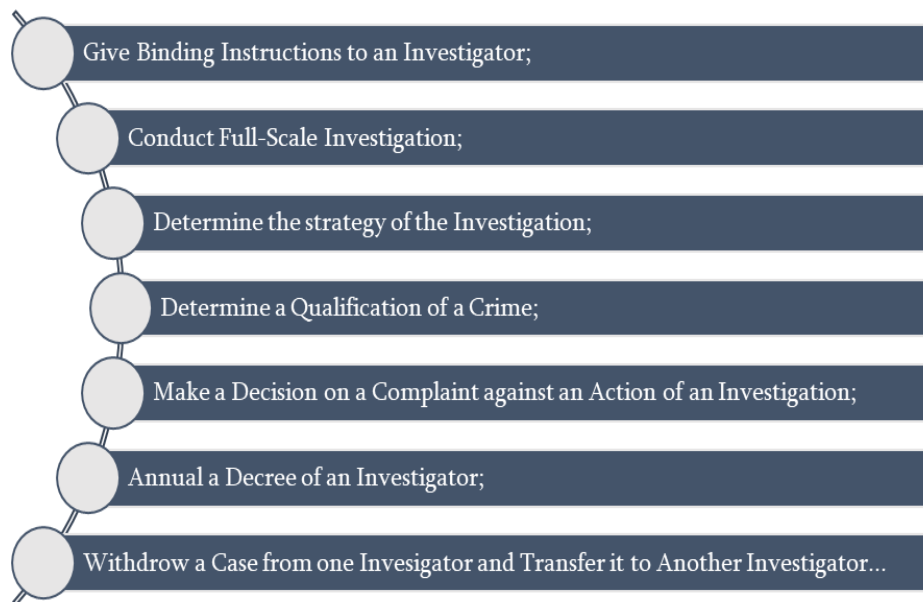 Give Binding Instructions to an Investigator;
Conduct Full-Scale Investigation;
Determine the strategy of the Investigation;
Determine a Qualification of a Crime;
Make a Decision on a Complaint against an Action of an Investigation;
Annual a Decree of an Investigator;
Withdrow a Case from one Invesigator and Transfer it to Another Investigator...